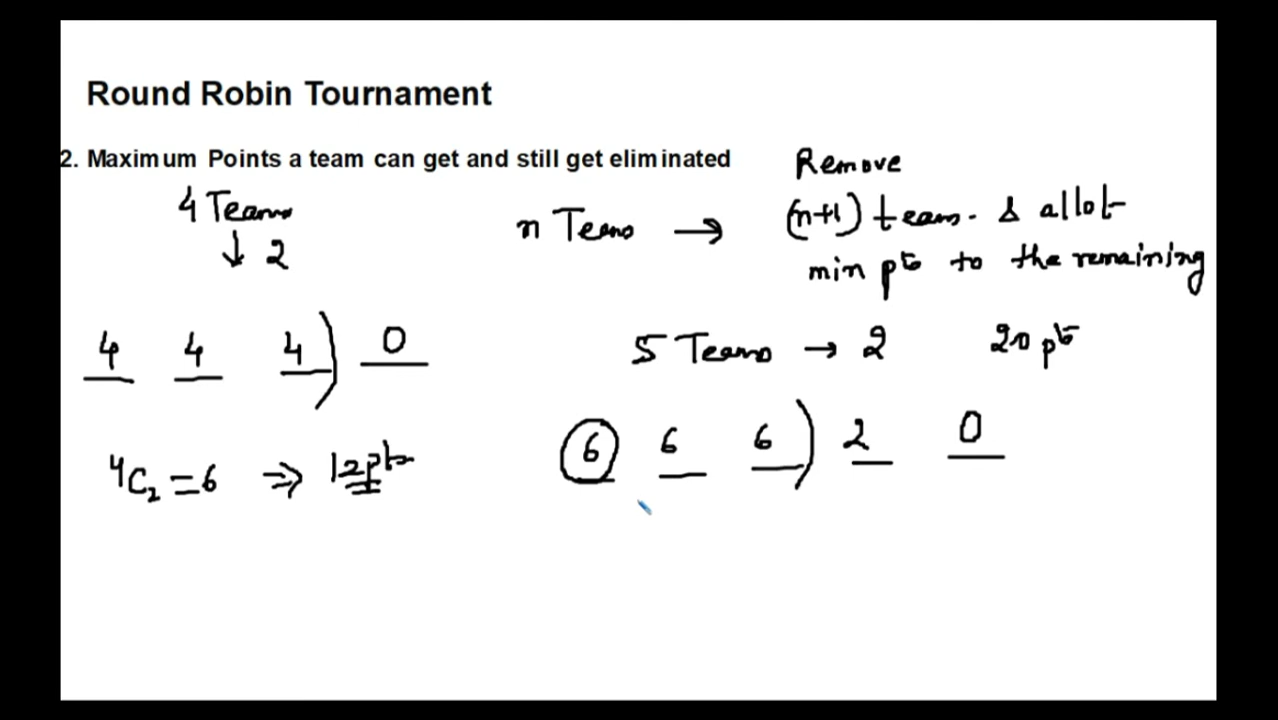 Round Robin Tournament
2. Maximum Points a team can get and still get eliminated
4 Teams
↓ 2
4 4 4) 0
⁴C₂ = 6 ⇒ 12 pts
n Teams → Remove
(n+1) teams. & allot
min pts to the remaining
5 Teams → 2 20 pts
6 6 6) 2 0